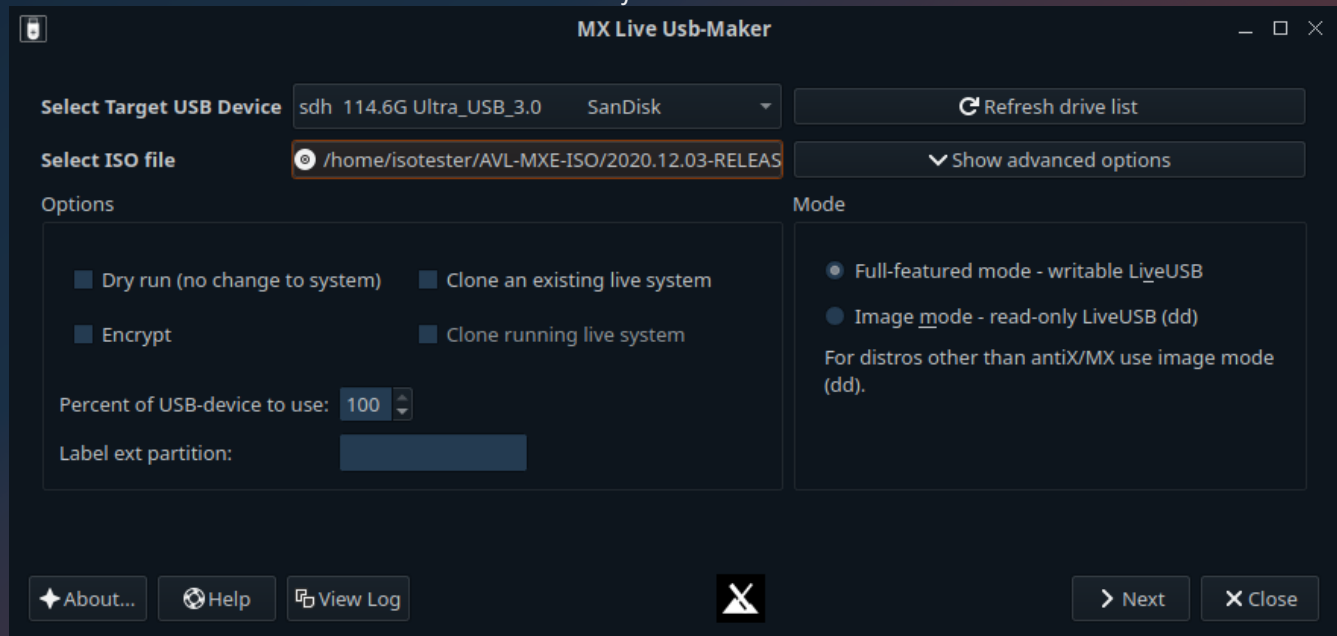 MX Live Usb-Maker
Select Target USB Device sdh 114.6G Ultra_USB_3.0 SanDisk Refresh drive list
Select ISO file /home/isotester/AVL-MXE-ISO/2020.12.03-RELEAS Show advanced options
Options
Dry run (no change to system) Clone an existing live system
Encrypt Clone running live system
Percent of USB-device to use: 100
Label ext partition:
Mode
Full-featured mode - writable LiveUSB
Image mode - read-only LiveUSB (dd)
For distros other than antiX/MX use image mode
(dd).
About... Help View Log Next Close